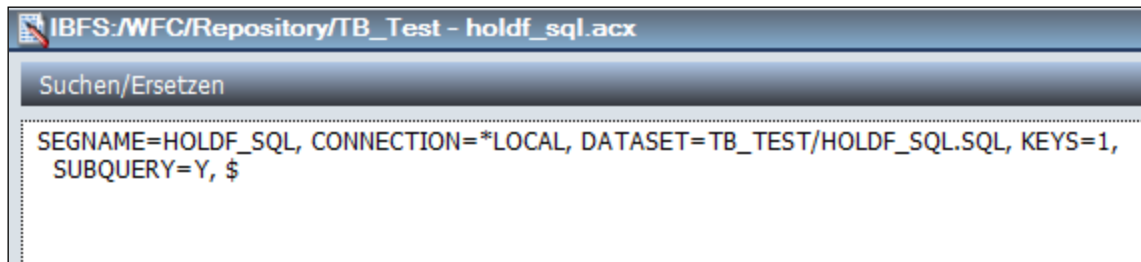 IBFS:/WFC/Repository/TB_Test - holdf_sql.acx
Suchen/Ersetzen
SEGNAME=HOLDF_SQL, CONNECTION=*LOCAL, DATASET=TB_TEST/HOLDF_SQL.SQL, KEYS=1,
SUBQUERY=Y, $